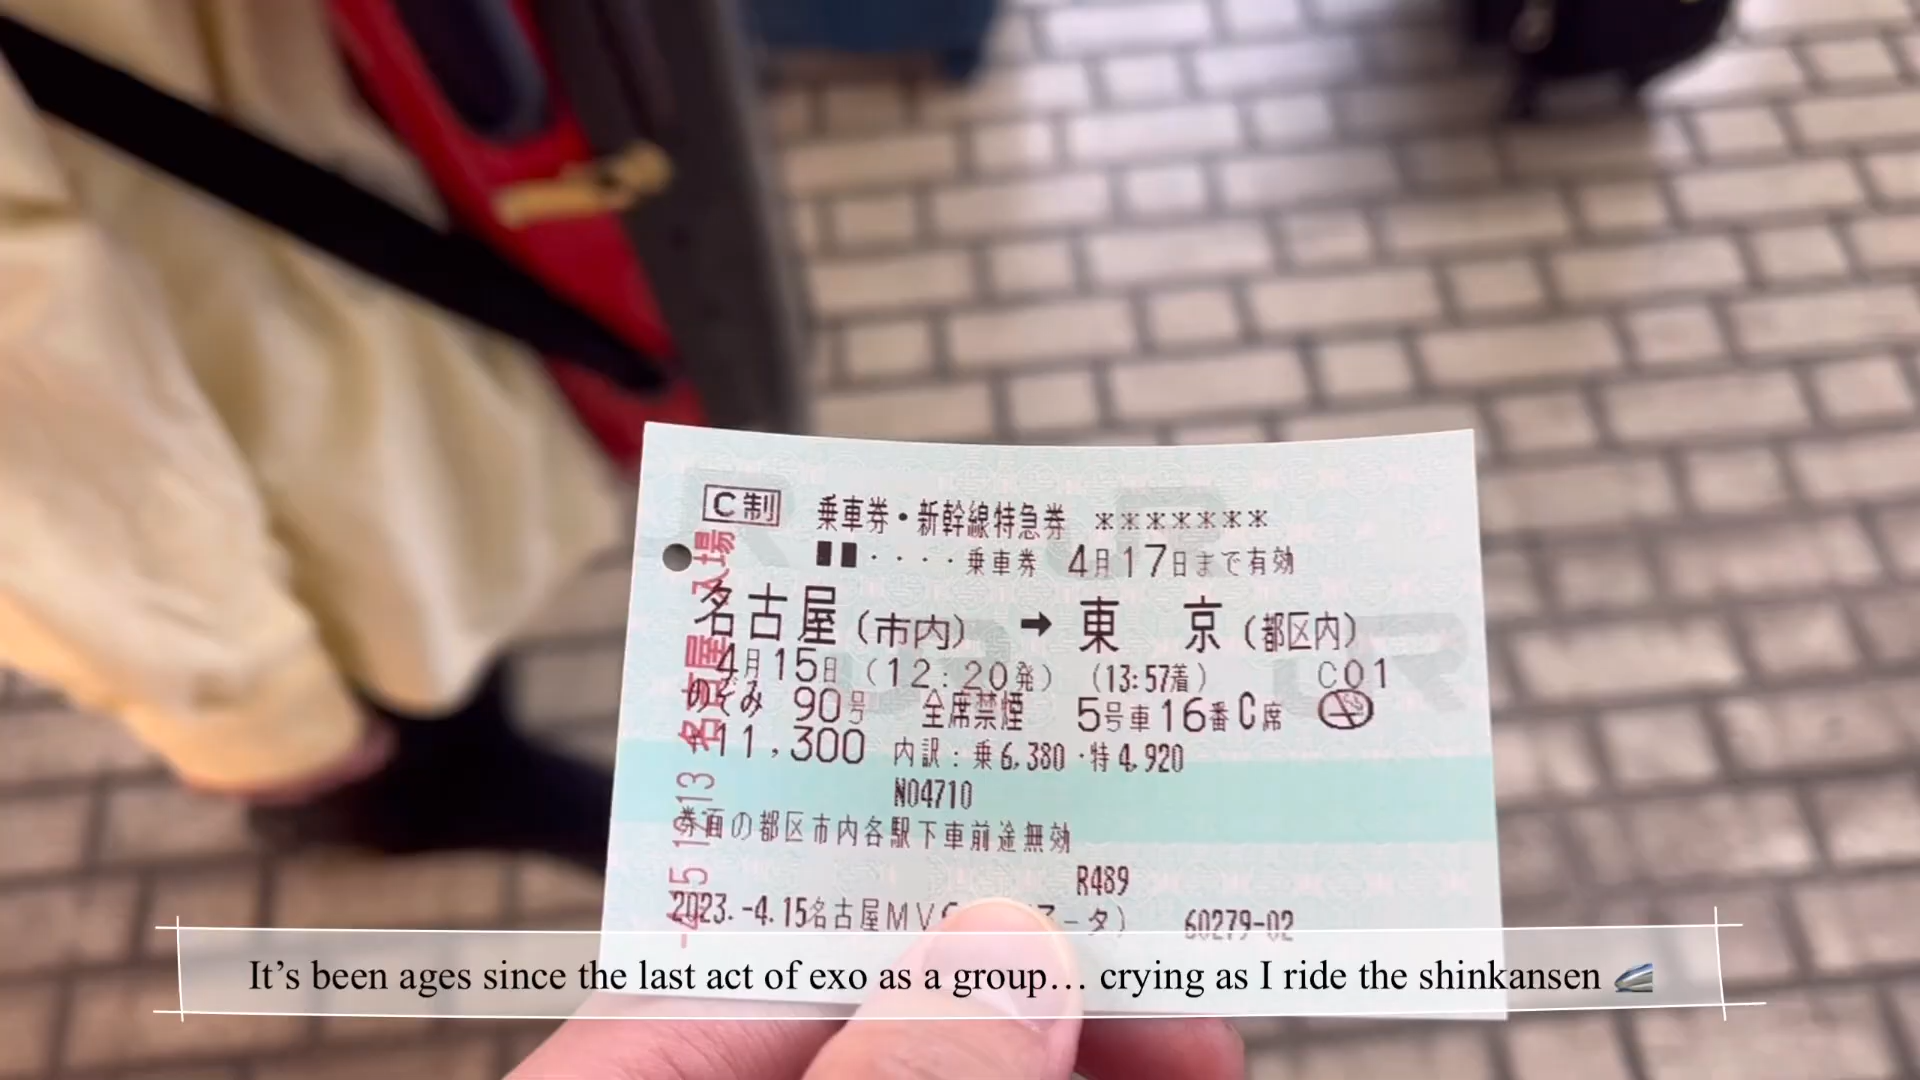 C制 乗車券・新幹線特急券 *******
■■・・・・乗車券 4月17日まで有効
名古屋(市内) ➡ 東 京(都区内)
4月15日 (12:20発) (13:57着) C01
のぞみ 90号 全席禁煙 5号車16番C席
¥11,300 内訳:乗6,380・特4,920
N04710
券面の都区市内各駅下車前途無効
R489
2023.-4.15名古屋MV 60279-02
名古屋 入場
It's been ages since the last act of exo as a group… crying as I ride the shinkansen 🚅